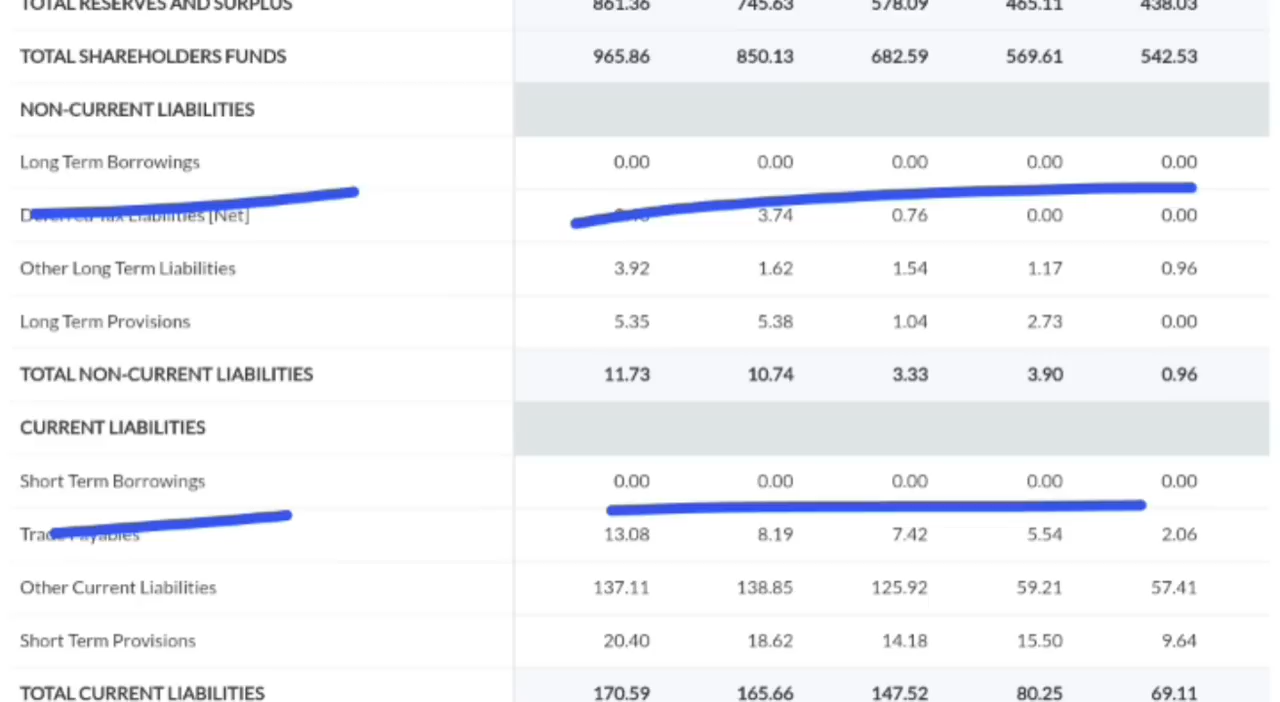 TOTAL RESERVES AND SURPLUS 861.36 745.63 578.09 465.11 438.03
TOTAL SHAREHOLDERS FUNDS 965.86 850.13 682.59 569.61 542.53
NON-CURRENT LIABILITIES
Long Term Borrowings 0.00 0.00 0.00 0.00 0.00
Deferred Tax Liabilities [Net] 3.74 0.76 0.00 0.00
Other Long Term Liabilities 3.92 1.62 1.54 1.17 0.96
Long Term Provisions 5.35 5.38 1.04 2.73 0.00
TOTAL NON-CURRENT LIABILITIES 11.73 10.74 3.33 3.90 0.96
CURRENT LIABILITIES
Short Term Borrowings 0.00 0.00 0.00 0.00 0.00
Trade Payables 13.08 8.19 7.42 5.54 2.06
Other Current Liabilities 137.11 138.85 125.92 59.21 57.41
Short Term Provisions 20.40 18.62 14.18 15.50 9.64
TOTAL CURRENT LIABILITIES 170.59 165.66 147.52 80.25 69.11